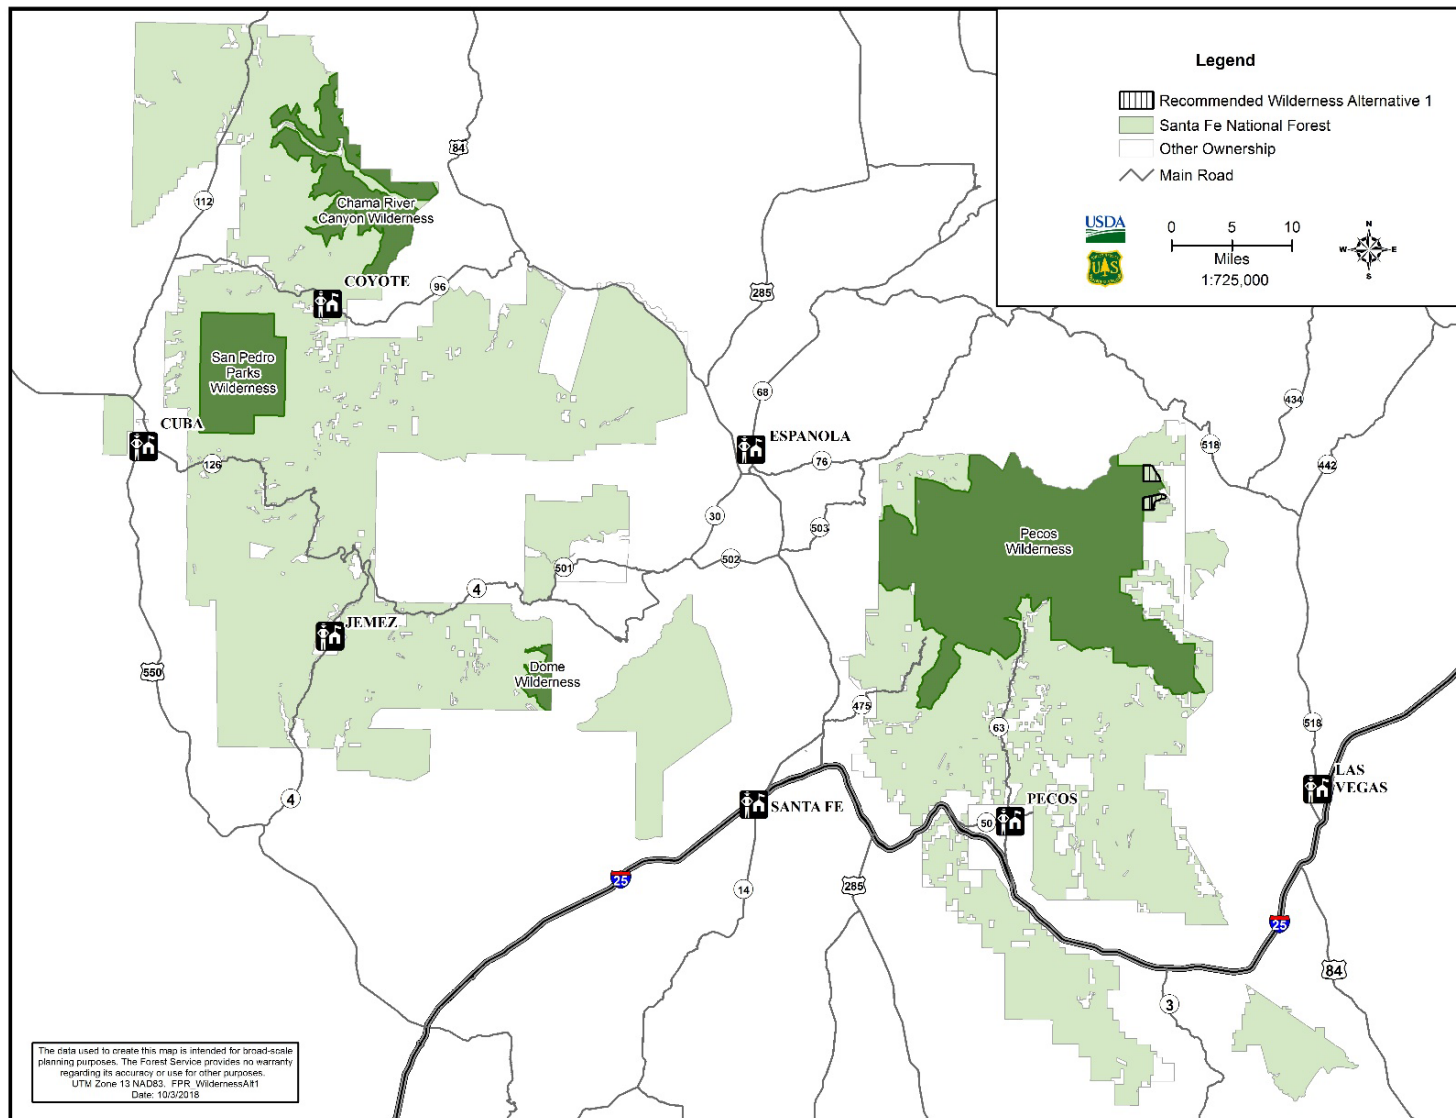 Legend
Recommended Wilderness Alternative 1
Santa Fe National Forest
Other Ownership
Main Road
USDA
U S
0 5 10
Miles
1:725,000
N
W E
S
84
112
Chama River
Canyon Wilderness
COYOTE
96
285
San Pedro
Parks
Wilderness
68
434
CUBA
ESPANOLA
518
442
126
76
30
503
Pecos
Wilderness
502
501
4
JEMEZ
Dome
Wilderness
550
475
63
518
LAS
VEGAS
4
SANTA FE
PECOS
50
25
14
285
25
84
3
The data used to create this map is intended for broad-scale
planning purposes. The Forest Service provides no warranty
regarding its accuracy or use for other purposes.
UTM Zone 13 NAD83. FPR_WildernessAlt1
Date: 10/3/2018